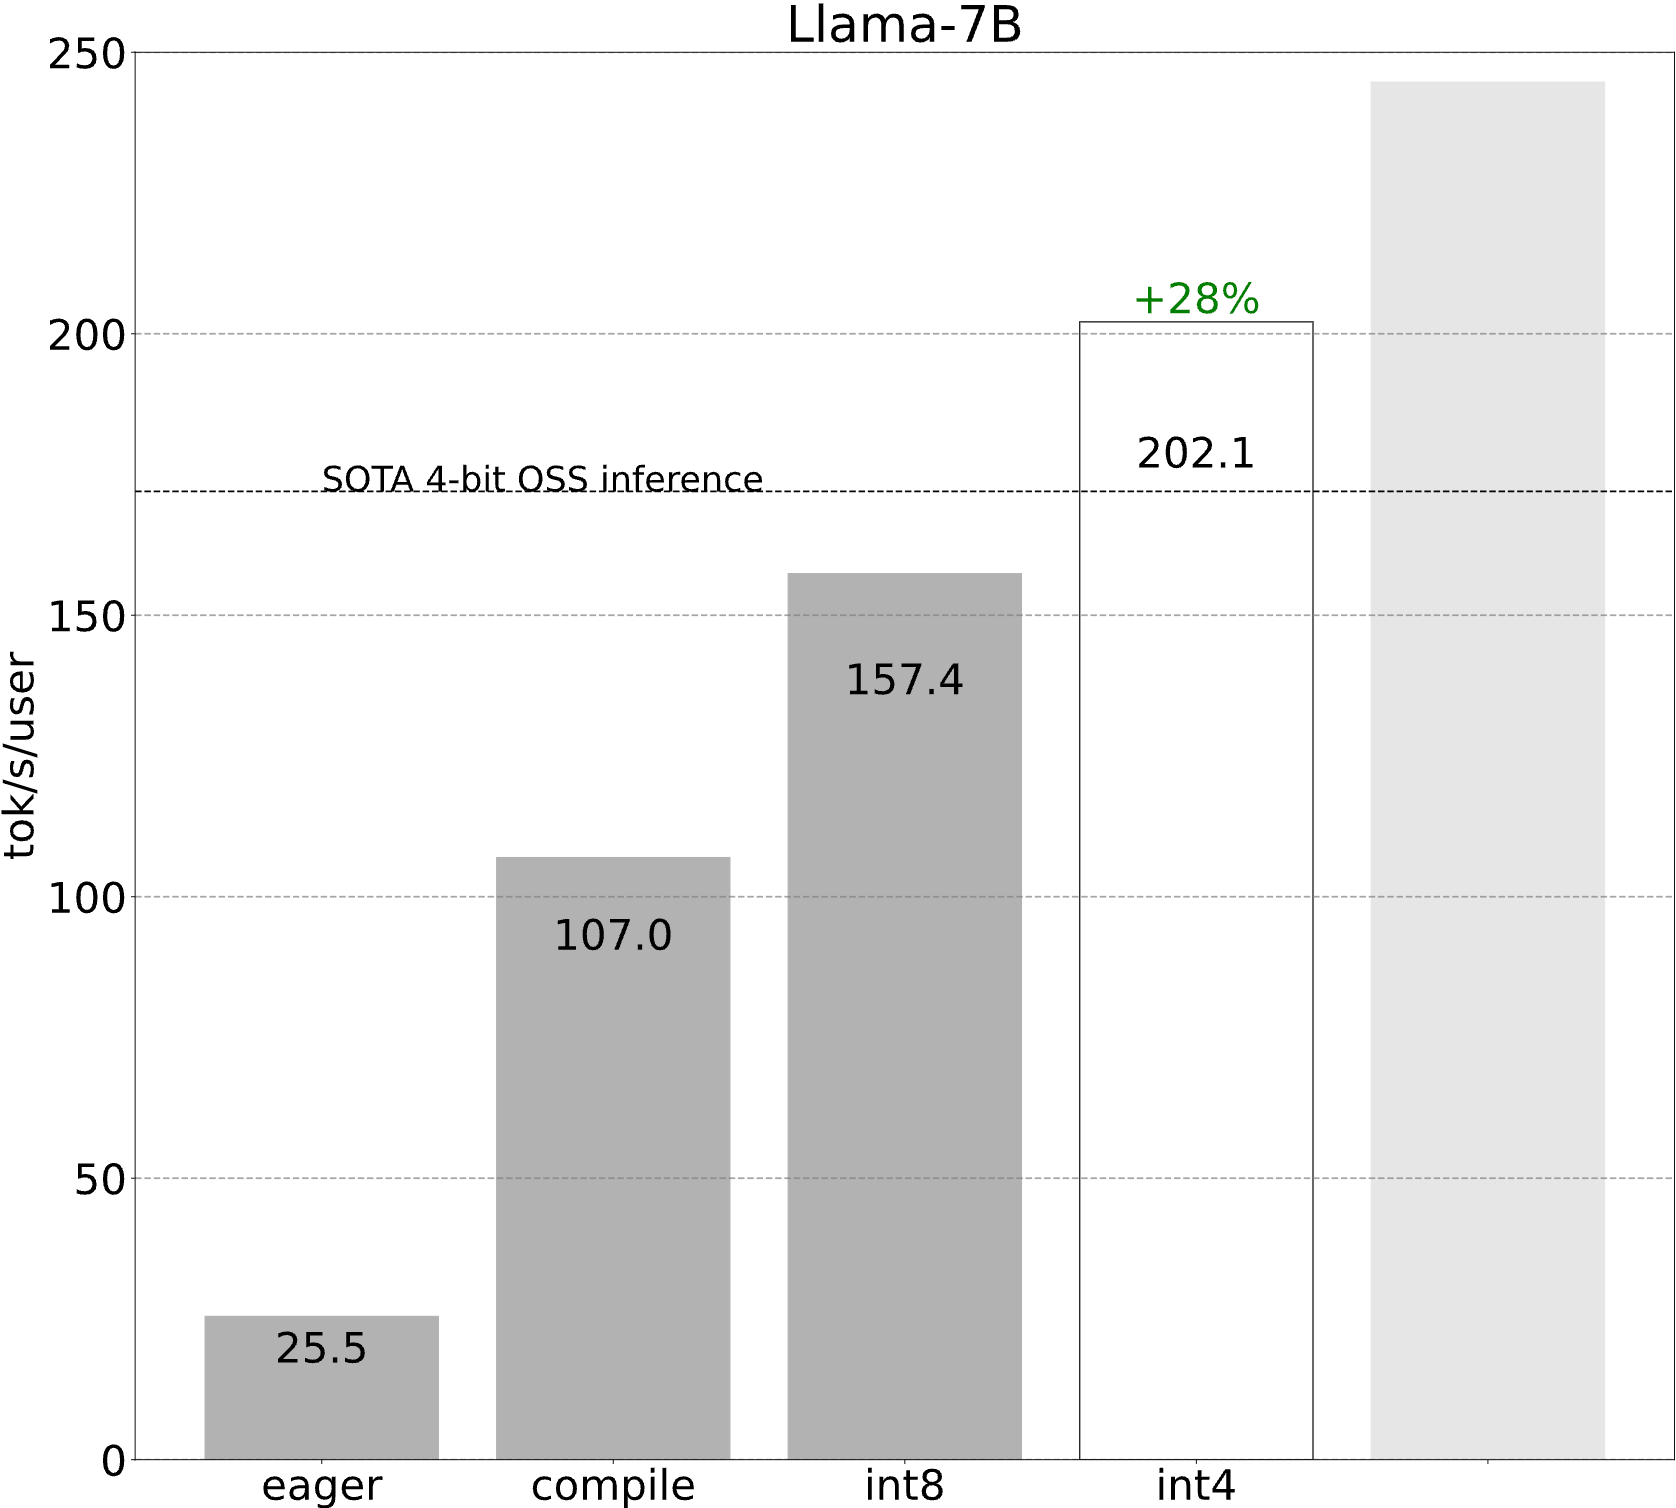 Llama-7B
250
200
150
100
50
0
tok/s/user
+28%
202.1
SOTA 4-bit OSS inference
157.4
107.0
25.5
eager compile int8 int4